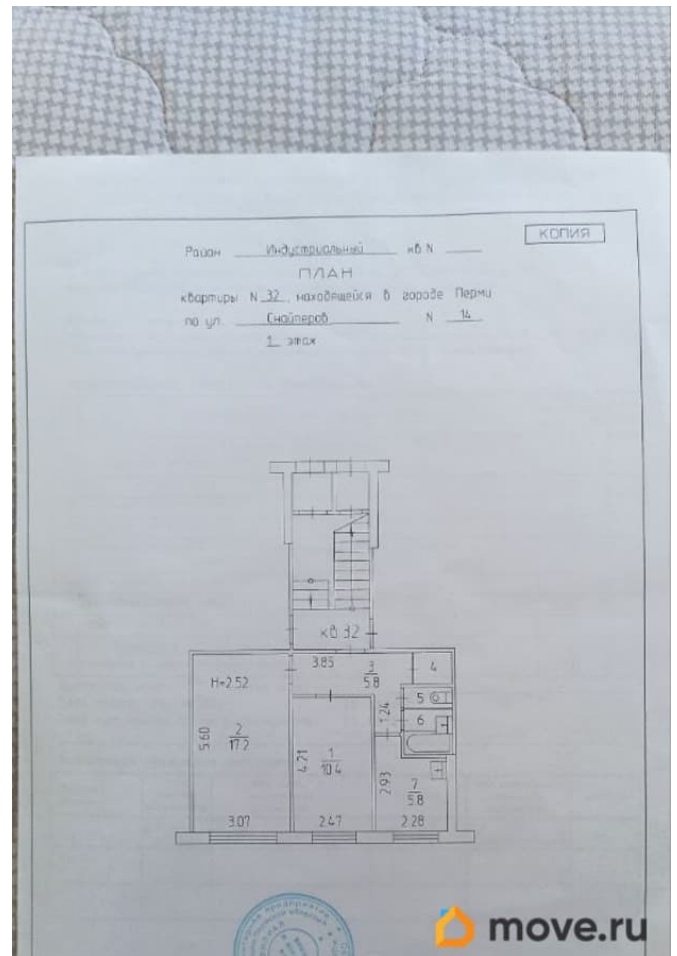 КОПИЯ
Район Индустриальный кв N
ПЛАН
квартиры N 32, находящейся в городе Перми
по ул. Снайперов N 14
1 этаж
кв 32
3.85
3
5.8
4
H=2.52
5
1.24
6
5.60
2
17.2
4.21
1
10.4
2.93
7
5.8
3.07
2.47
2.28
move.ru